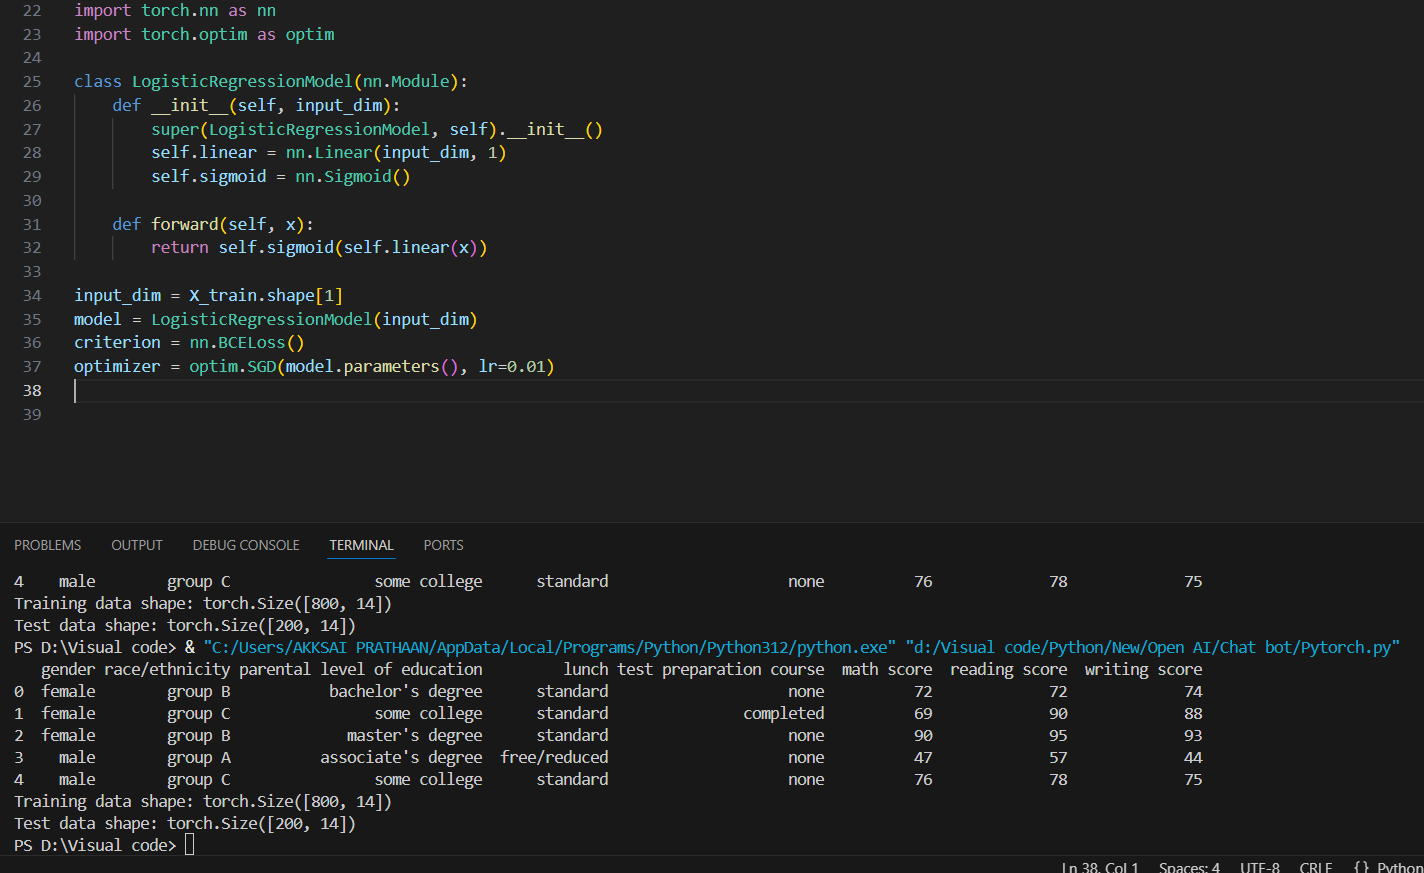 22 import torch.nn as nn
23 import torch.optim as optim
24
25 class LogisticRegressionModel(nn.Module):
26     def __init__(self, input_dim):
27         super(LogisticRegressionModel, self).__init__()
28         self.linear = nn.Linear(input_dim, 1)
29         self.sigmoid = nn.Sigmoid()
30
31     def forward(self, x):
32         return self.sigmoid(self.linear(x))
33
34 input_dim = X_train.shape[1]
35 model = LogisticRegressionModel(input_dim)
36 criterion = nn.BCELoss()
37 optimizer = optim.SGD(model.parameters(), lr=0.01)
38
39
PROBLEMS OUTPUT DEBUG CONSOLE TERMINAL PORTS
4 male group C some college standard none 76 78 75
Training data shape: torch.Size([800, 14])
Test data shape: torch.Size([200, 14])
PS D:\Visual code> & "C:/Users/AKKSAI PRATHAAN/AppData/Local/Programs/Python/Python312/python.exe" "d:/Visual code/Python/New/Open AI/Chat bot/Pytorch.py"
gender race/ethnicity parental level of education lunch test preparation course math score reading score writing score
0 female group B bachelor's degree standard none 72 72 74
1 female group C some college standard completed 69 90 88
2 female group B master's degree standard none 90 95 93
3 male group A associate's degree free/reduced none 47 57 44
4 male group C some college standard none 76 78 75
Training data shape: torch.Size([800, 14])
Test data shape: torch.Size([200, 14])
PS D:\Visual code>
Ln 38, Col 1 Spaces: 4 UTF-8 CRLF {} Python